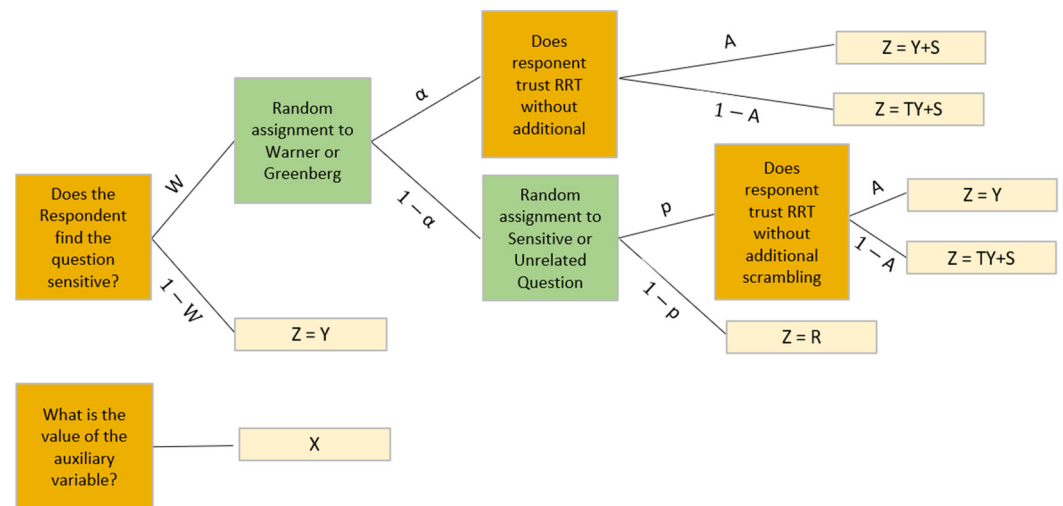 Does
responent
trust RRT
without
additional
A
Z = Y+S
1 – A
Z = TY+S
Random
assignment to
Warner or
Greenberg
α
1 – α
Does the
Respondent
find the
question
sensitive?
W
1 – W
Z = Y
Random
assignment to
Sensitive or
Unrelated
Question
p
1 – p
Does
responent
trust RRT
without
additional
scrambling
A
Z = Y
1 – A
Z = TY+S
Z = R
What is the
value of the
auxiliary
variable?
X